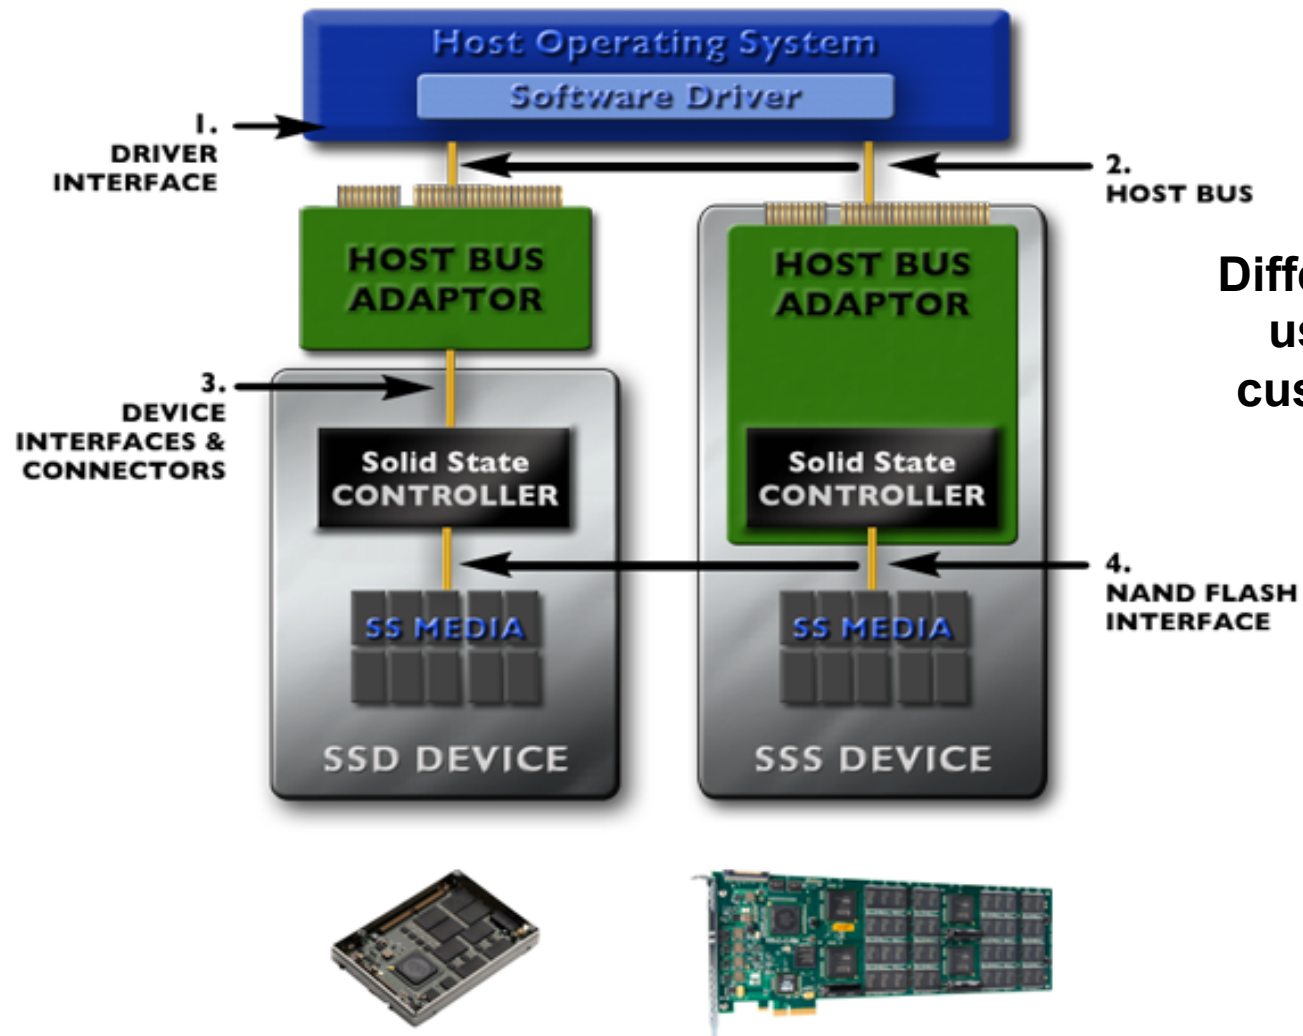 Host Operating System
Software Driver
1.
DRIVER
INTERFACE
2.
HOST BUS
HOST BUS
ADAPTOR
HOST BUS
ADAPTOR
3.
DEVICE
INTERFACES &
CONNECTORS
Solid State
CONTROLLER
Solid State
CONTROLLER
4.
NAND FLASH
INTERFACE
SS MEDIA
SS MEDIA
SSD DEVICE
SSS DEVICE